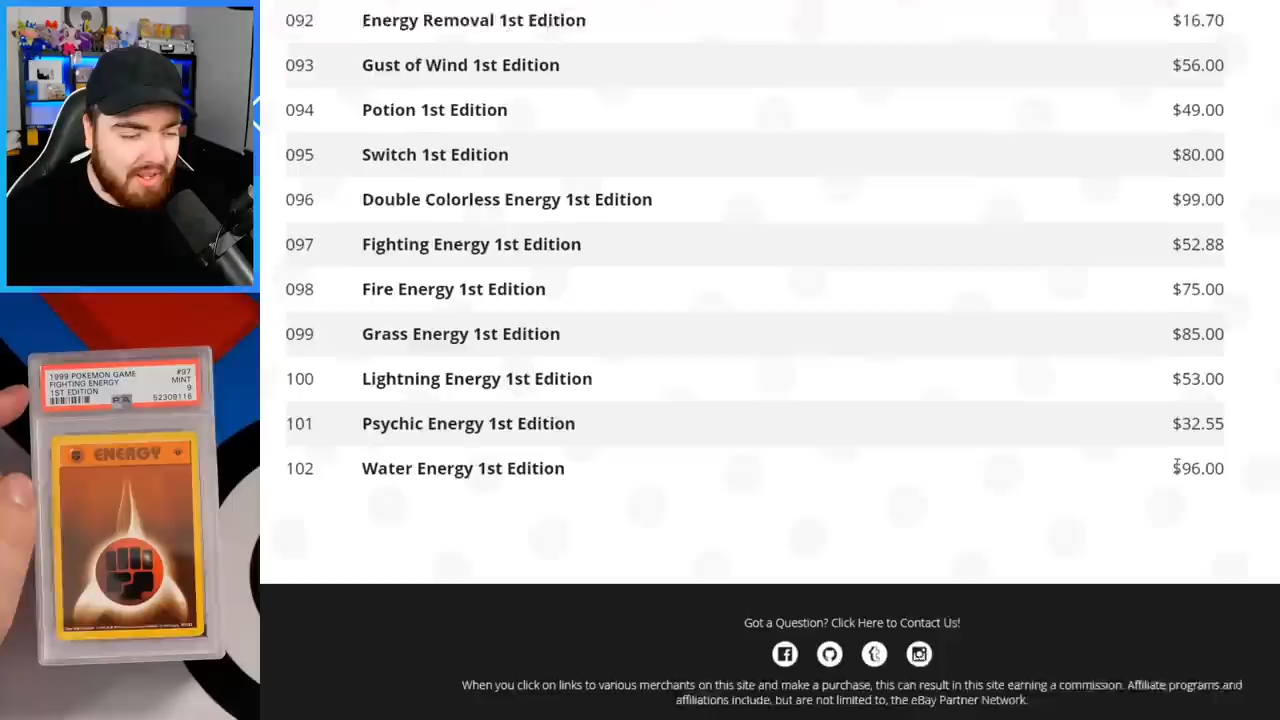 092 Energy Removal 1st Edition $16.70
093 Gust of Wind 1st Edition $56.00
094 Potion 1st Edition $49.00
095 Switch 1st Edition $80.00
096 Double Colorless Energy 1st Edition $99.00
097 Fighting Energy 1st Edition $52.88
098 Fire Energy 1st Edition $75.00
099 Grass Energy 1st Edition $85.00
100 Lightning Energy 1st Edition $53.00
101 Psychic Energy 1st Edition $32.55
102 Water Energy 1st Edition $96.00
1999 POKEMON GAME #97
FIGHTING ENERGY MINT
1ST EDITION 9
PSA 52309116
ENERGY
Got a Question? Click Here to Contact Us!
When you click on links to various merchants on this site and make a purchase, this can result in this site earning a commission. Affiliate programs and
affiliations include, but are not limited to, the eBay Partner Network.